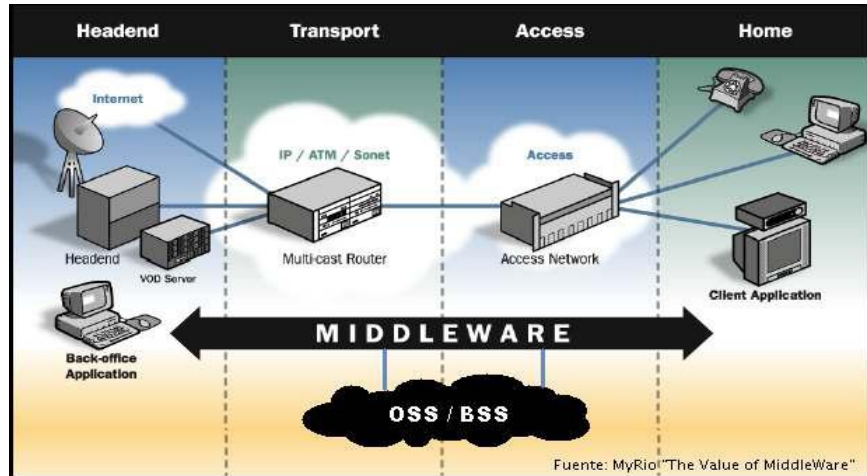 Headend
Transport
Access
Home
Internet
IP / ATM / Sonet
Access
Headend
VOD Server
Multi-cast Router
Access Network
Client Application
MIDDLEWARE
Back-office
Application
OSS / BSS
Fuente: MyRio "The Value of MiddleWare"